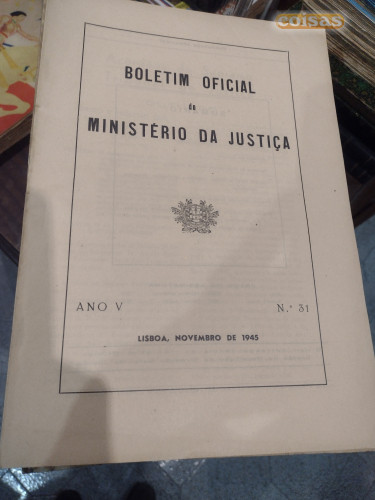 coisas
BOLETIM OFICIAL
do
MINISTÉRIO DA JUSTIÇA
ANO V
N.º 31
LISBOA, NOVEMBRO DE 1945